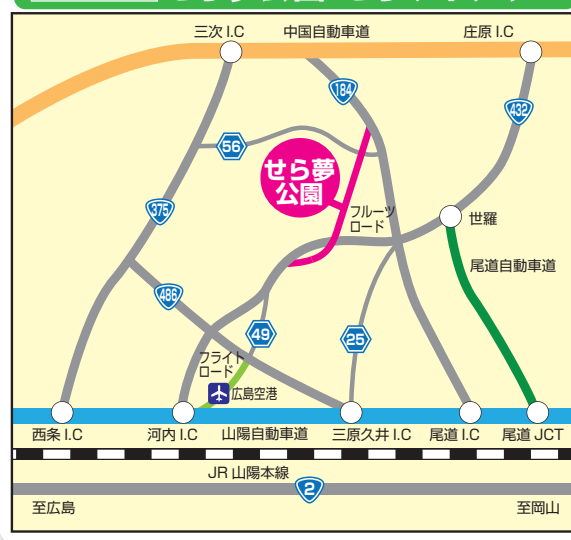 三次 I.C
中国自動車道
庄原 I.C
184
432
56
せら夢
公園
375
フルーツ
ロード
世羅
尾道自動車道
486
49
25
フライト
ロード
広島空港
西条 I.C
河内 I.C
山陽自動車道
三原久井 I.C
尾道 I.C
尾道 JCT
JR 山陽本線
2
至広島
至岡山